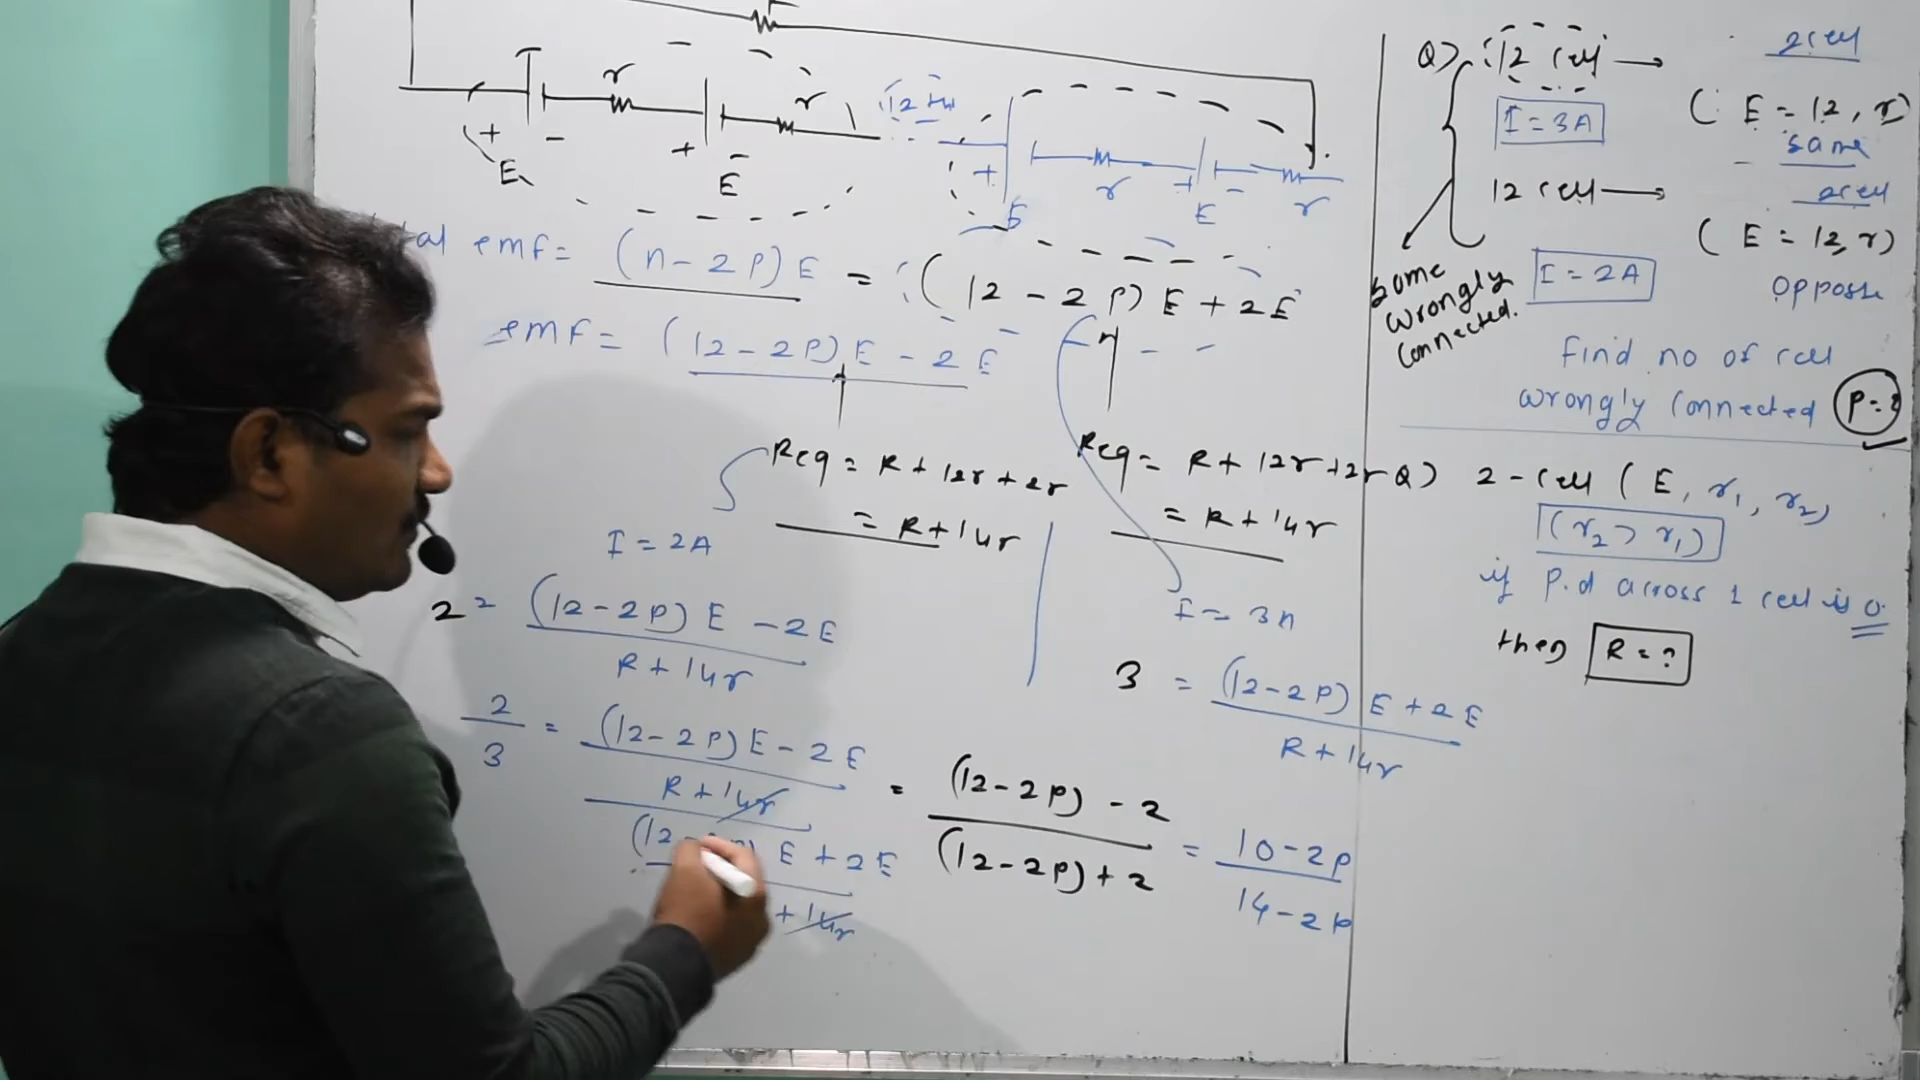 r
r
12 th
+
-
E
+
-
E
+
E
r
+
-
E
r
tal emf = (n-2P)E = (12-2P)E+2E
emf = (12-2P)E-2E
Req = R+12r+2r
= R+14r
Req = R+12r+2r
= R+14r
I = 2A
2 = (12-2P)E-2E
R+14r
I = 3A
3 = (12-2P)E+2E
R+14r
2/3 = (12-2P)E-2E
R+14r
E+2E
+14r
= (12-2P)-2
(12-2P)+2
= 10-2P
14-2P
Q) 12 cell → 2cell
I = 3A
(E = 12, r)
same
12 cell → 2cell
(E = 12, r)
I = 2A
oppose
some
wrongly
connected.
Find no of cell
wrongly connected P=?
Q) 2-cell (E, r₁, r₂)
(r₂ > r₁)
if P.d across 1 cell is 0.
then R = ?